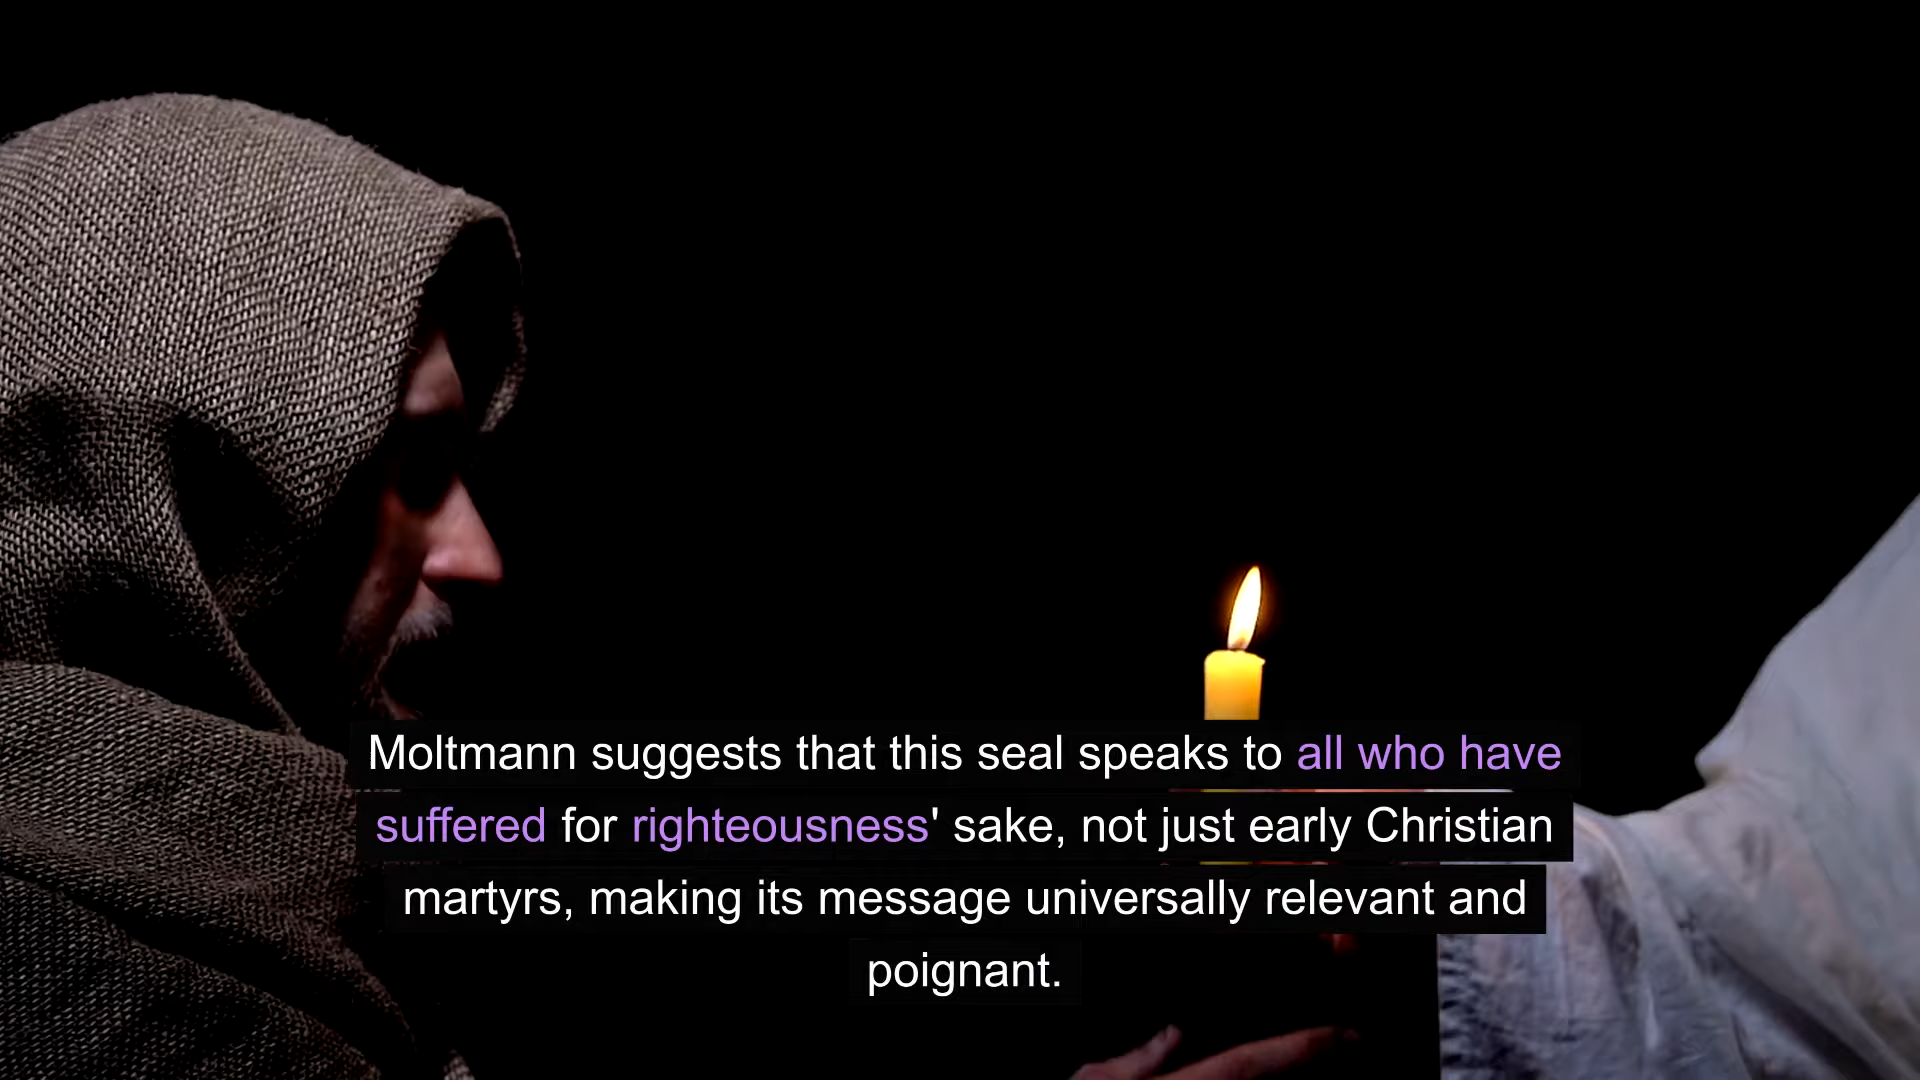 Moltmann suggests that this seal speaks to all who have
suffered for righteousness' sake, not just early Christian
martyrs, making its message universally relevant and
poignant.